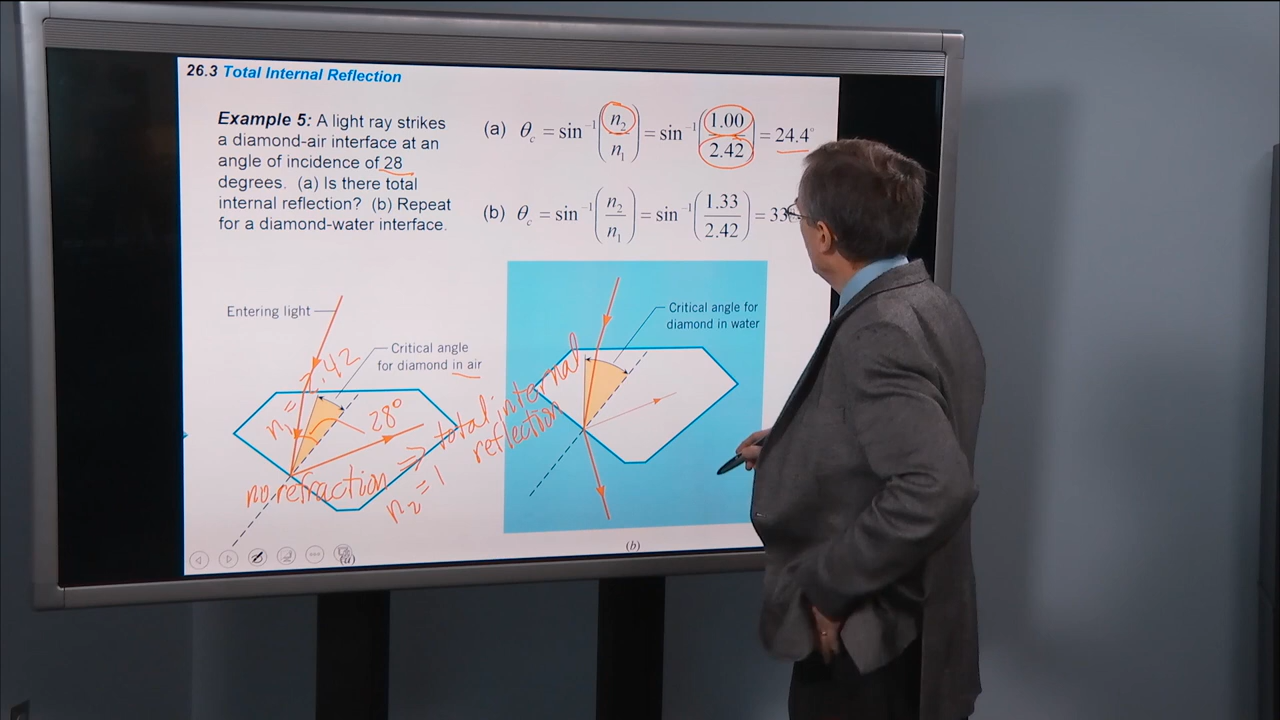 26.3 Total Internal Reflection
Example 5: A light ray strikes
a diamond-air interface at an
angle of incidence of 28
degrees. (a) Is there total
internal reflection? (b) Repeat
for a diamond-water interface.
(a) θc = sin⁻¹(n₂/n₁) = sin⁻¹(1.00/2.42) = 24.4°
(b) θc = sin⁻¹(n₂/n₁) = sin⁻¹(1.33/2.42) = 33
Entering light
Critical angle
for diamond in air
n₁ = 2.42
28°
no refraction ⇒ total internal
reflection
n₂ = 1
(a)
Critical angle for
diamond in water
(b)